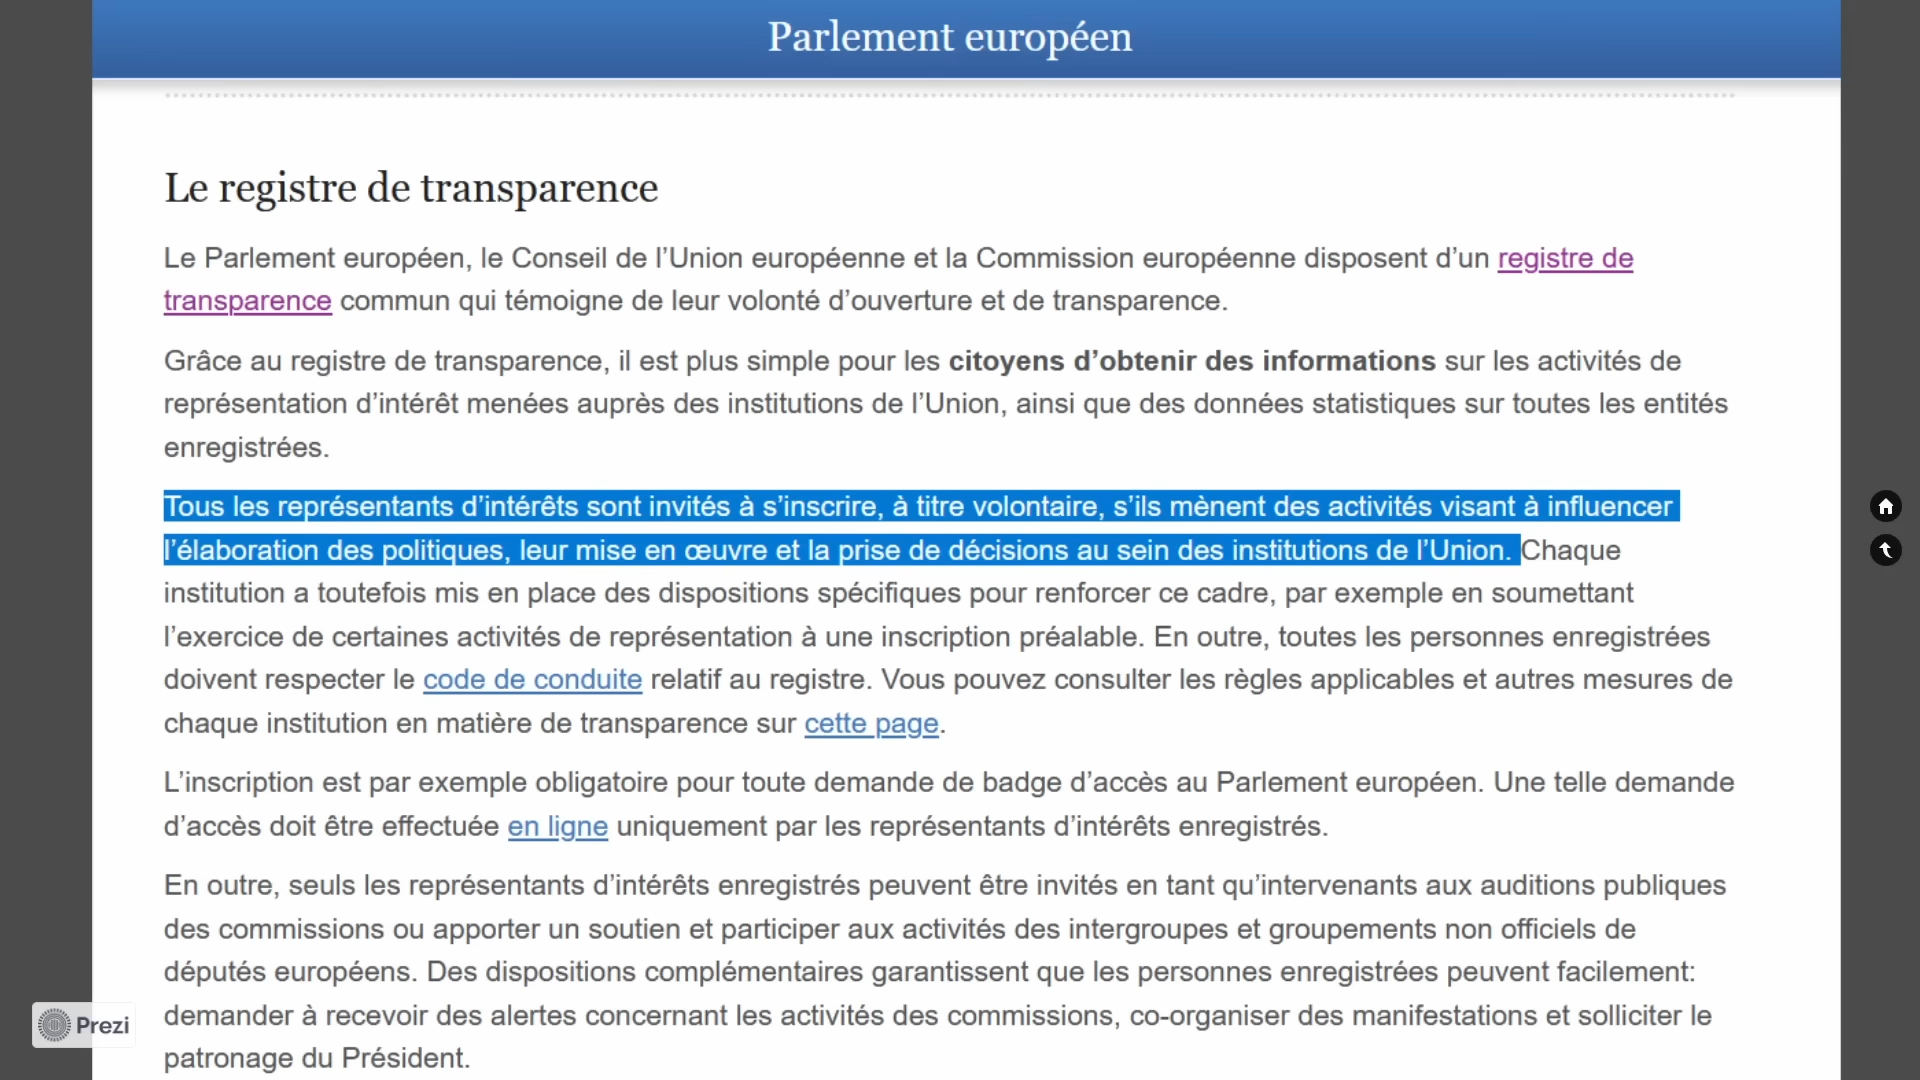 Parlement européen
Le registre de transparence
Le Parlement européen, le Conseil de l’Union européenne et la Commission européenne disposent d’un registre de
transparence commun qui témoigne de leur volonté d’ouverture et de transparence.
Grâce au registre de transparence, il est plus simple pour les citoyens d’obtenir des informations sur les activités de
représentation d’intérêt menées auprès des institutions de l’Union, ainsi que des données statistiques sur toutes les entités
enregistrées.
Tous les représentants d’intérêts sont invités à s’inscrire, à titre volontaire, s’ils mènent des activités visant à influencer
l’élaboration des politiques, leur mise en œuvre et la prise de décisions au sein des institutions de l’Union. Chaque
institution a toutefois mis en place des dispositions spécifiques pour renforcer ce cadre, par exemple en soumettant
l’exercice de certaines activités de représentation à une inscription préalable. En outre, toutes les personnes enregistrées
doivent respecter le code de conduite relatif au registre. Vous pouvez consulter les règles applicables et autres mesures de
chaque institution en matière de transparence sur cette page.
L’inscription est par exemple obligatoire pour toute demande de badge d’accès au Parlement européen. Une telle demande
d’accès doit être effectuée en ligne uniquement par les représentants d’intérêts enregistrés.
En outre, seuls les représentants d’intérêts enregistrés peuvent être invités en tant qu’intervenants aux auditions publiques
des commissions ou apporter un soutien et participer aux activités des intergroupes et groupements non officiels de
députés européens. Des dispositions complémentaires garantissent que les personnes enregistrées peuvent facilement:
demander à recevoir des alertes concernant les activités des commissions, co-organiser des manifestations et solliciter le
patronage du Président.
Prezi